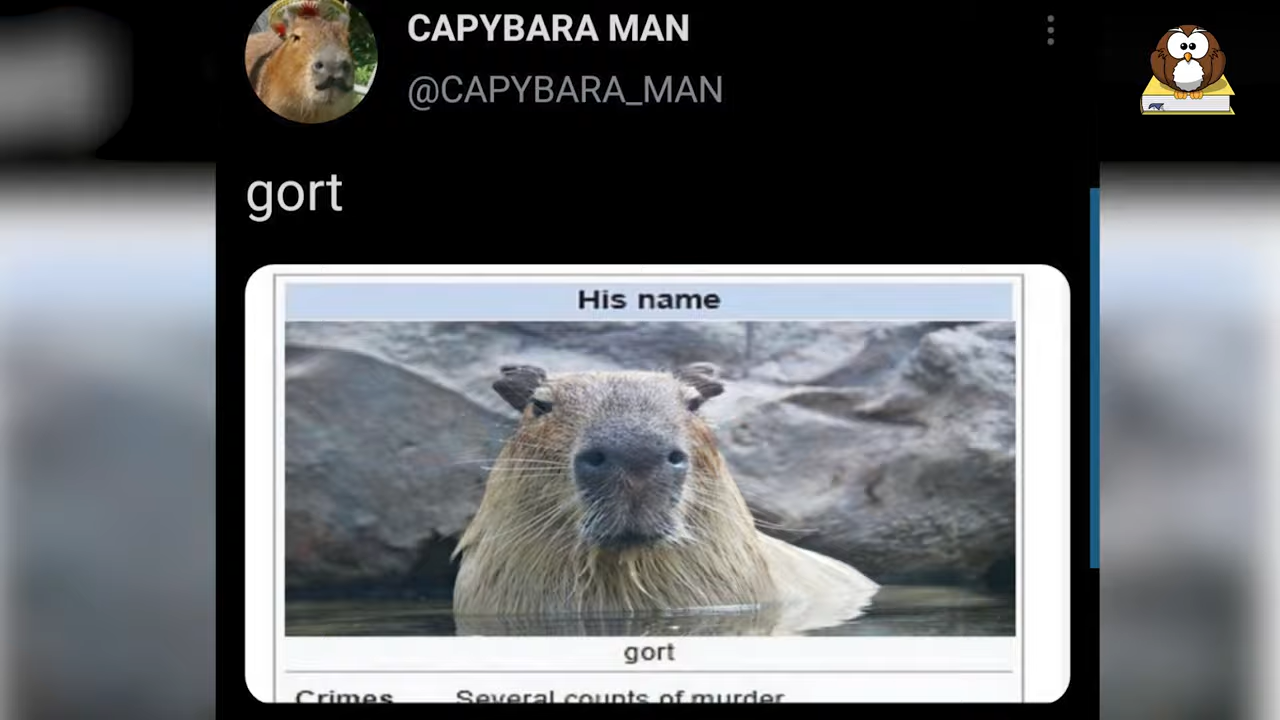 CAPYBARA MAN
@CAPYBARA_MAN
gort
His name
gort
Crimes Several counts of murder